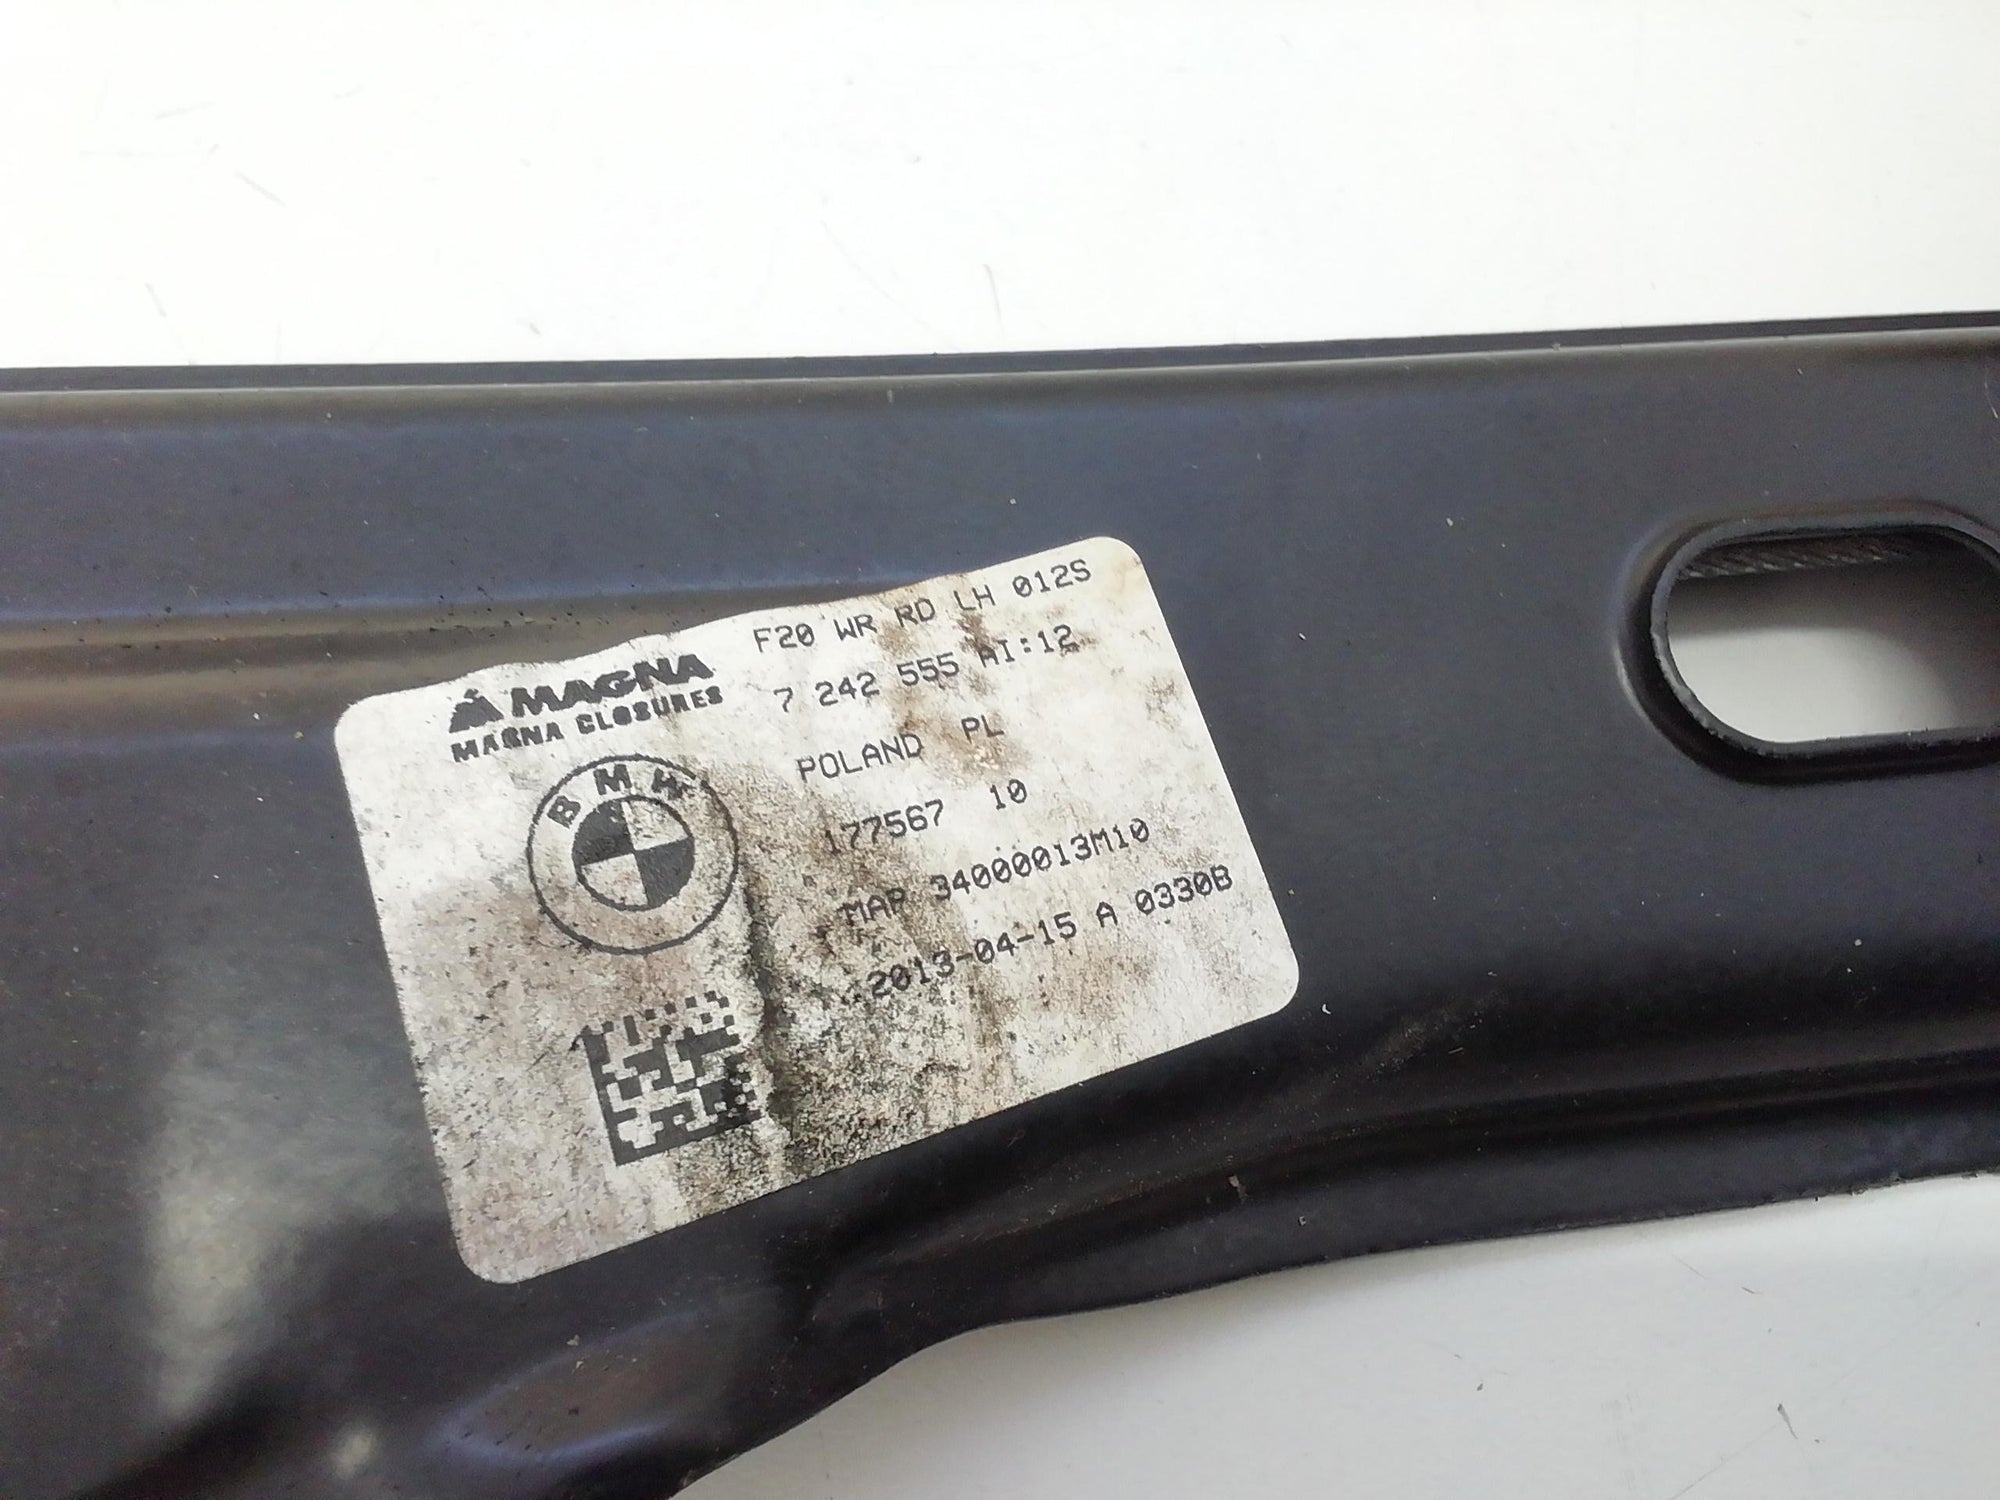 MAGNA
MAGNA CLOSURES
BMW
F20 WR RD LH 012S
7 242 555 AI:12
POLAND PL
177567 10
MAP 34000013M10
2013-04-15 A 0330B